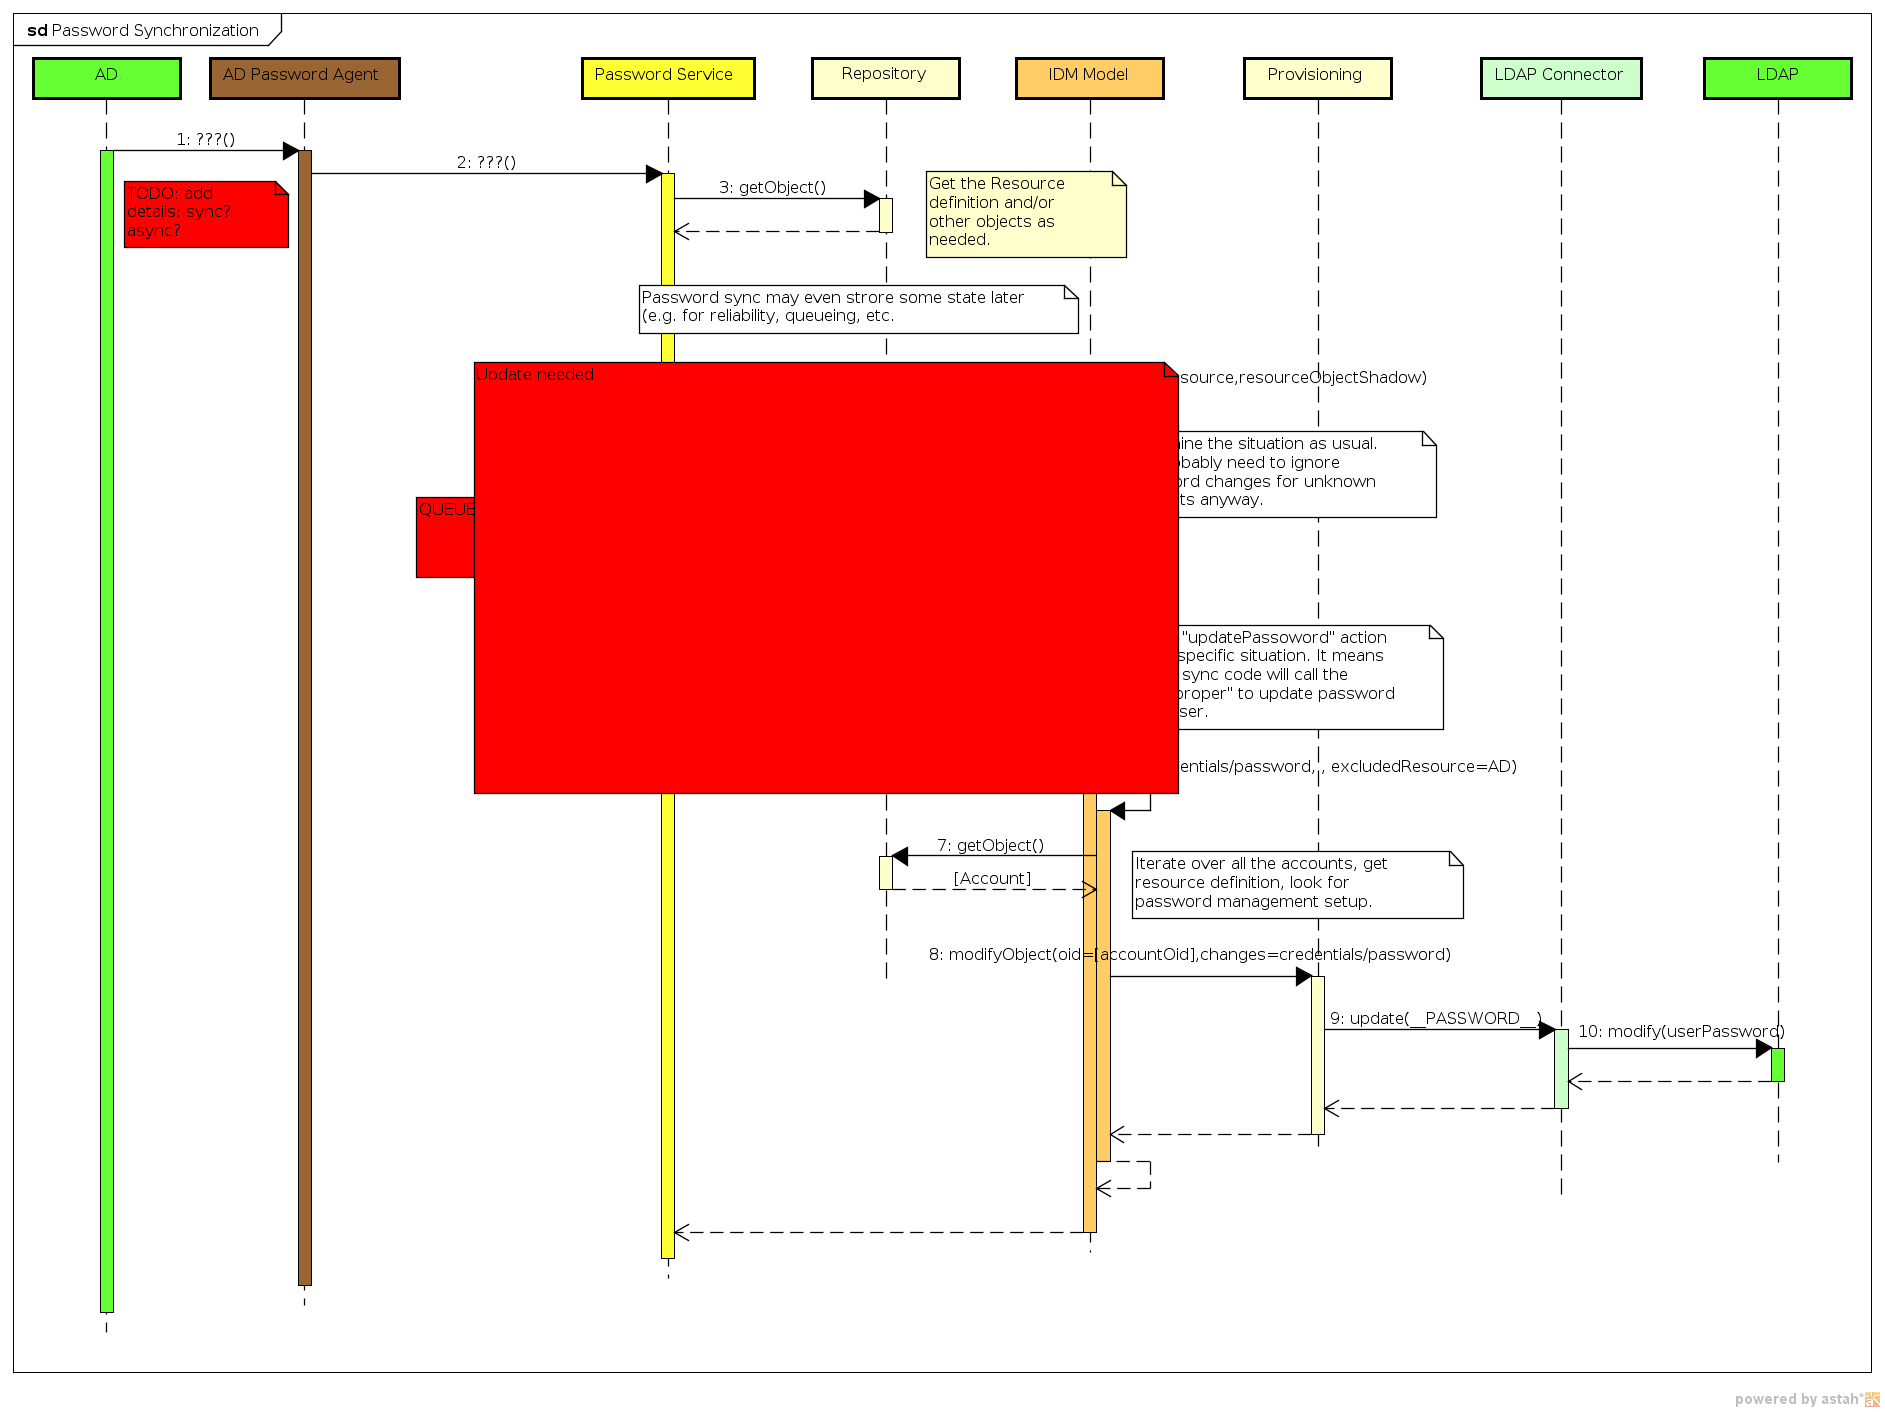 sd Password Synchronization
AD
AD Password Agent
Password Service
Repository
IDM Model
Provisioning
LDAP Connector
LDAP
1: ???()
2: ???()
3: getObject()
TODO: add
details: sync?
async?
Get the Resource
definition and/or
other objects as
needed.
Password sync may even strore some state later
(e.g. for reliability, queueing, etc.
Update needed
source,resourceObjectShadow)
ine the situation as usual.
bably need to ignore
ord changes for unknown
ts anyway.
QUEUE
"updatePassoword" action
specific situation. It means
sync code will call the
proper" to update password
ser.
entials/password, , excludedResource=AD)
7: getObject()
[Account]
Iterate over all the accounts, get
resource definition, look for
password management setup.
8: modifyObject(oid=[accountOid],changes=credentials/password)
9: update(__PASSWORD__)
10: modify(userPassword)
powered by astah*